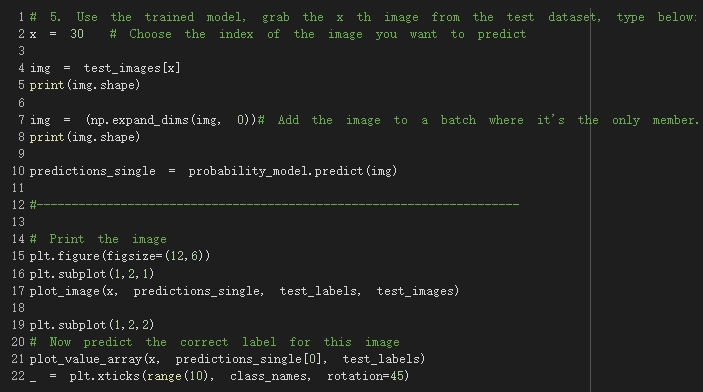 1 # 5. Use the trained model, grab the x th image from the test dataset, type below:
2 x = 30 # Choose the index of the image you want to predict
3
4 img = test_images[x]
5 print(img.shape)
6
7 img = (np.expand_dims(img, 0))# Add the image to a batch where it's the only member.
8 print(img.shape)
9
10 predictions_single = probability_model.predict(img)
11
12 #---------------------------------------------------------------------
13
14 # Print the image
15 plt.figure(figsize=(12,6))
16 plt.subplot(1,2,1)
17 plot_image(x, predictions_single, test_labels, test_images)
18
19 plt.subplot(1,2,2)
20 # Now predict the correct label for this image
21 plot_value_array(x, predictions_single[0], test_labels)
22 _ = plt.xticks(range(10), class_names, rotation=45)